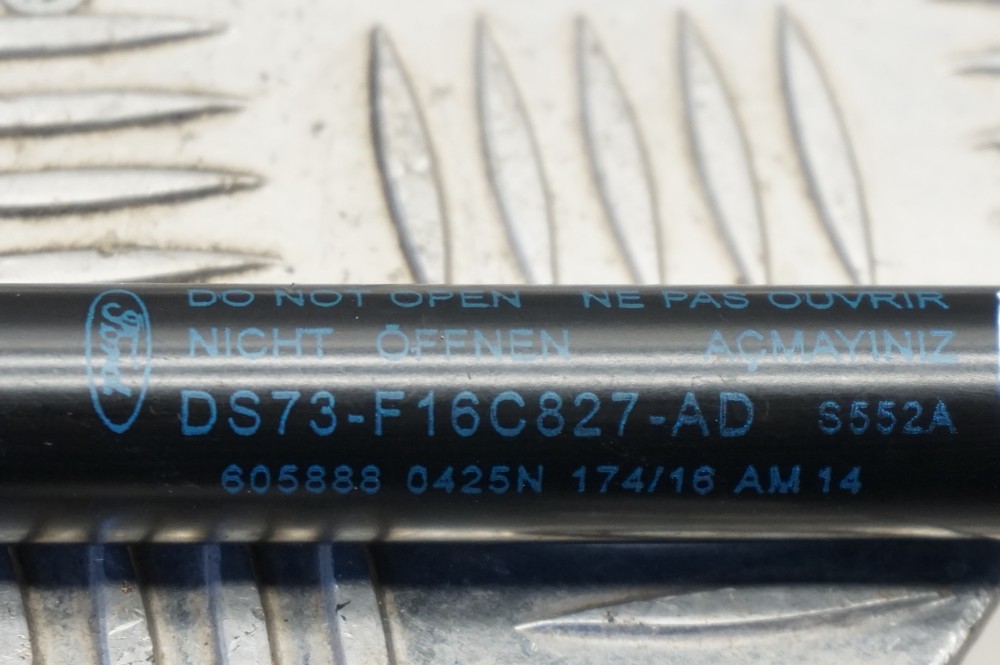 DO NOT OPEN NE PAS OUVRIR
NICHT ÖFFNEN AÇMAYINIZ
Ford
DS73-F16C827-AD S552A
605888 0425N 174/16 AM 14